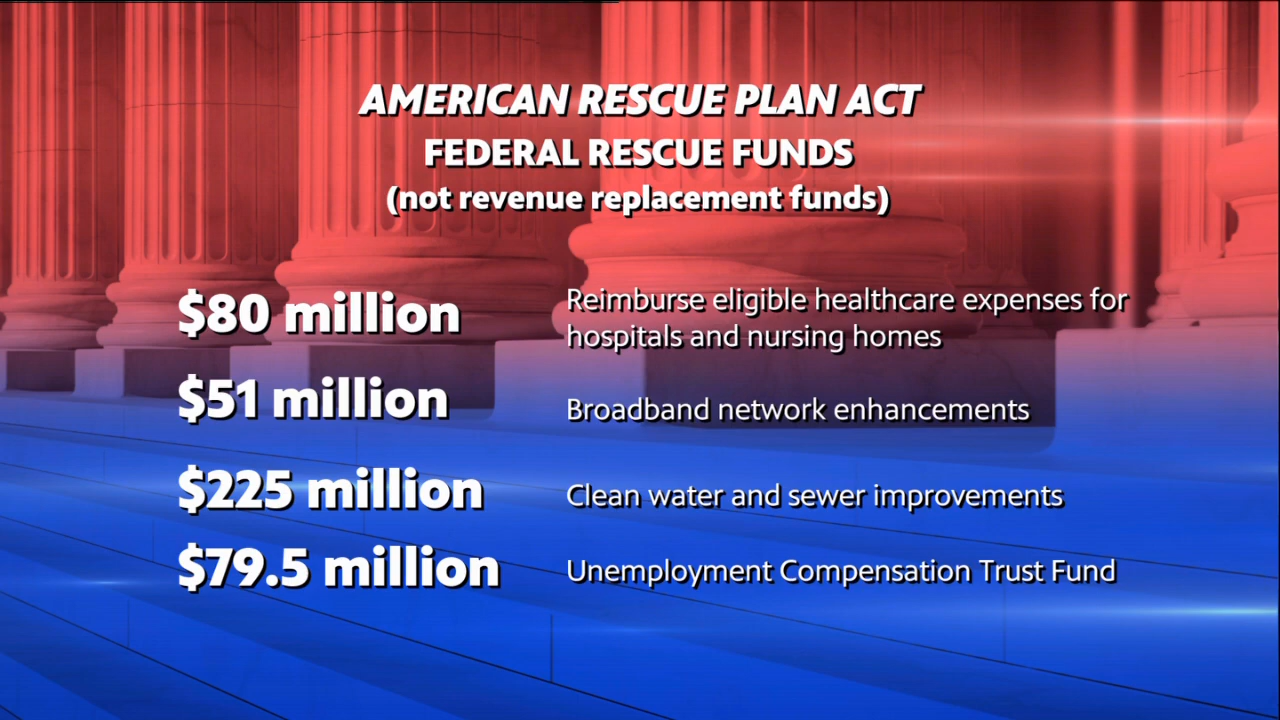 AMERICAN RESCUE PLAN ACT
FEDERAL RESCUE FUNDS
(not revenue replacement funds)
$80 million
Reimburse eligible healthcare expenses for
hospitals and nursing homes
$51 million
Broadband network enhancements
$225 million
Clean water and sewer improvements
$79.5 million
Unemployment Compensation Trust Fund